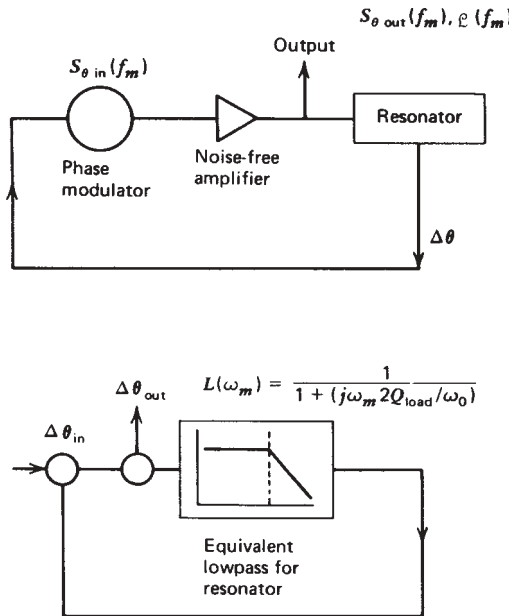 S_θ out(f_m), ℒ(f_m)
Output
S_θ in(f_m)
Resonator
Phase
modulator
Noise-free
amplifier
Δθ
L(ω_m) = 1 / 1 + (jω_m 2Q_load/ω_0)
Δθ_out
Δθ_in
Equivalent
lowpass for
resonator